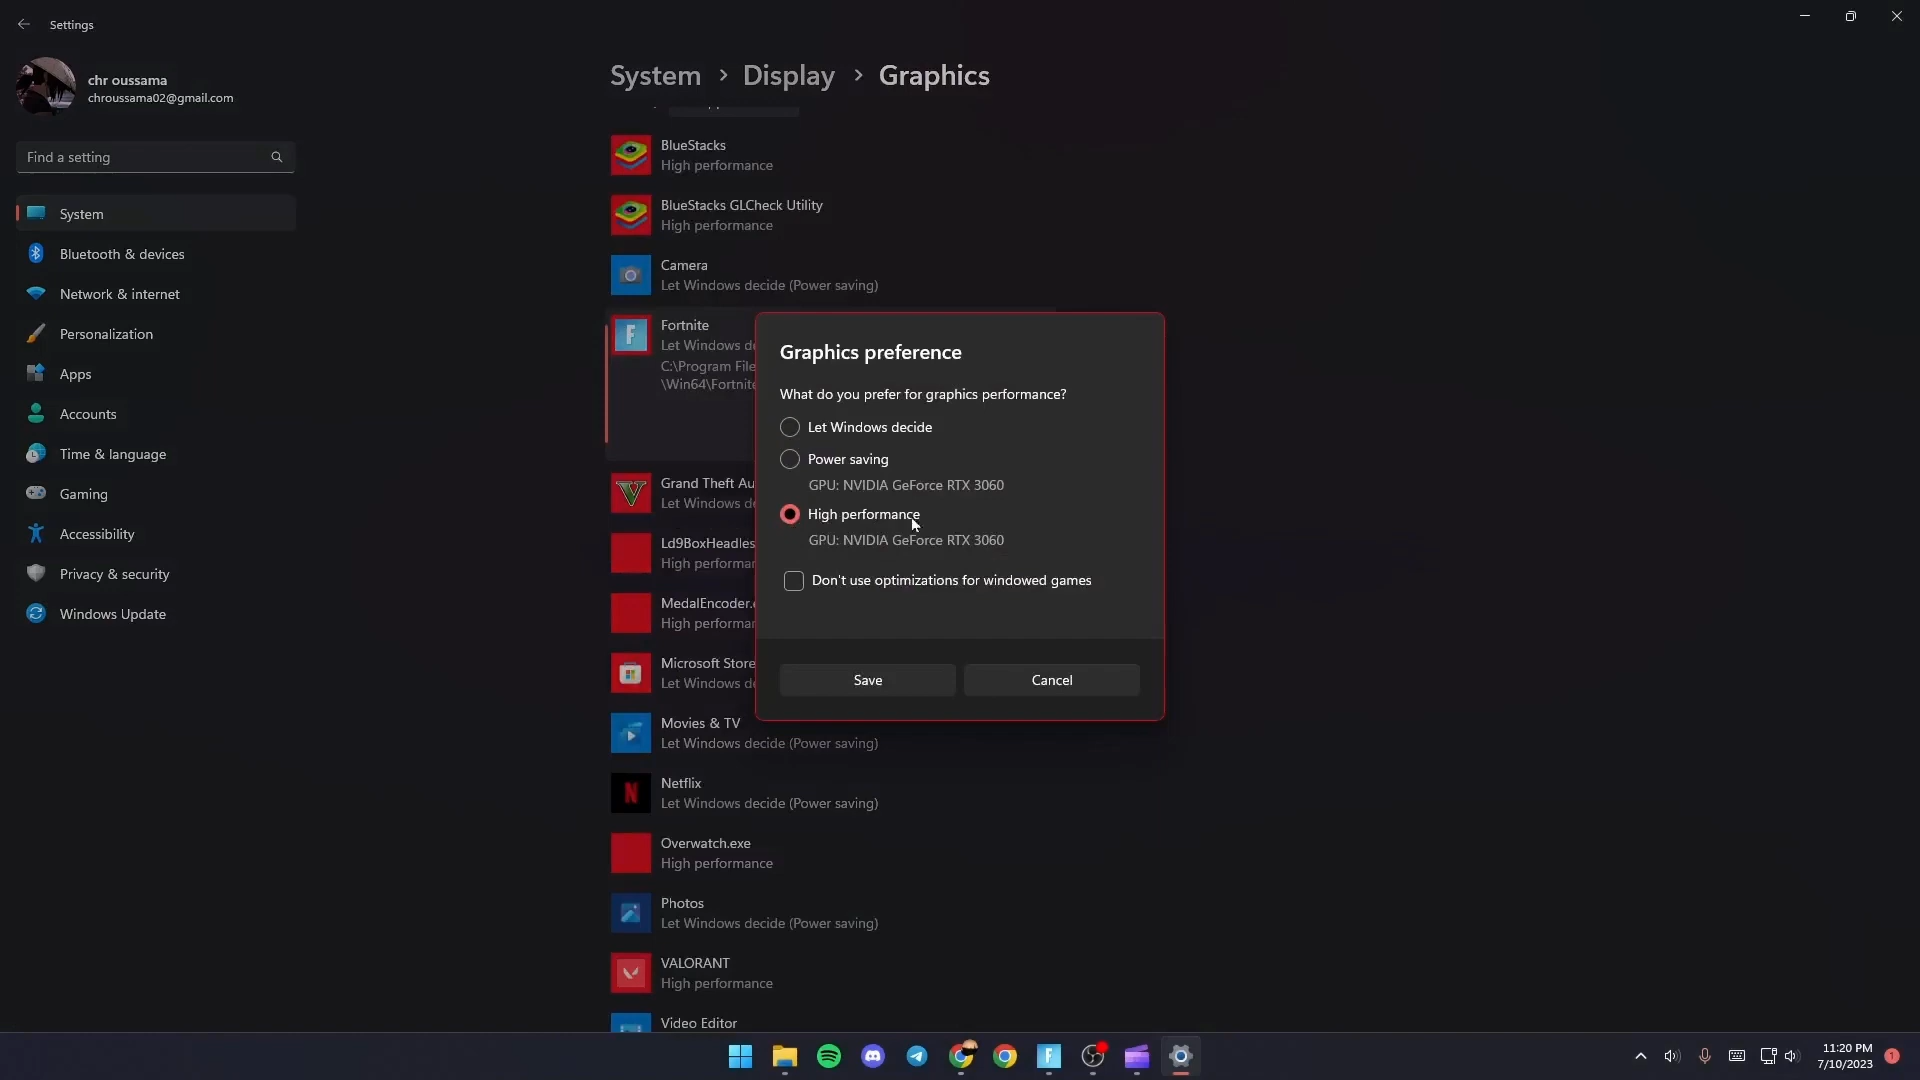 Settings
chr oussama
chroussama02@gmail.com
Find a setting
System
Bluetooth & devices
Network & internet
Personalization
Apps
Accounts
Time & language
Gaming
Accessibility
Privacy & security
Windows Update
System > Display > Graphics
BlueStacks
High performance
BlueStacks GLCheck Utility
High performance
Camera
Let Windows decide (Power saving)
Fortnite
Let Windows de
C:\Program File
\Win64\Fortnite
Grand Theft Au
Let Windows de
Ld9BoxHeadles
High performan
MedalEncoder.e
High performan
Microsoft Store
Let Windows de
Movies & TV
Let Windows decide (Power saving)
Netflix
Let Windows decide (Power saving)
Overwatch.exe
High performance
Photos
Let Windows decide (Power saving)
VALORANT
High performance
Video Editor
Graphics preference
What do you prefer for graphics performance?
Let Windows decide
Power saving
GPU: NVIDIA GeForce RTX 3060
High performance
GPU: NVIDIA GeForce RTX 3060
Don't use optimizations for windowed games
Save
Cancel
11:20 PM
7/10/2023
1